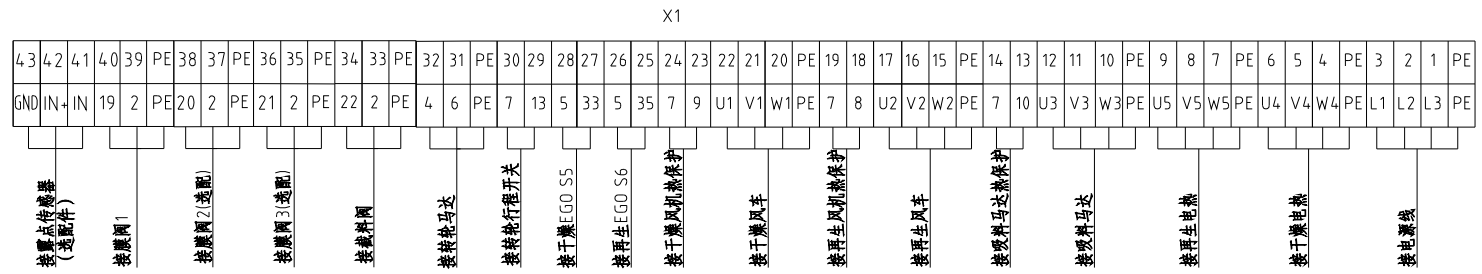 X1
43 42 41 40 39 PE 38 37 PE 36 35 PE 34 33 PE 32 31 PE 30 29 28 27 26 25 24 23 22 21 20 PE 19 18 17 16 15 PE 14 13 12 11 10 PE 9 8 7 PE 6 5 4 PE 3 2 1 PE
GND IN+ IN 19 2 PE 20 2 PE 21 2 PE 22 2 PE 4 6 PE 7 13 5 33 5 35 7 9 U1 V1 W1 PE 7 8 U2 V2 W2 PE 7 10 U3 V3 W3 PE U5 V5 W5 PE U4 V4 W4 PE L1 L2 L3 PE
接露点传感器
(选配件)
接膜阀1
接膜阀2(选配)
接膜阀3(选配)
接截料阀
接转轮马达
接转轮行程开关
接干燥EGO S5
接再生EGO S6
接干燥风机热保护
接干燥风车
接再生风机热保护
接再生风车
接吸料马达热保护
接吸料马达
接再生电热
接干燥电热
接电源线